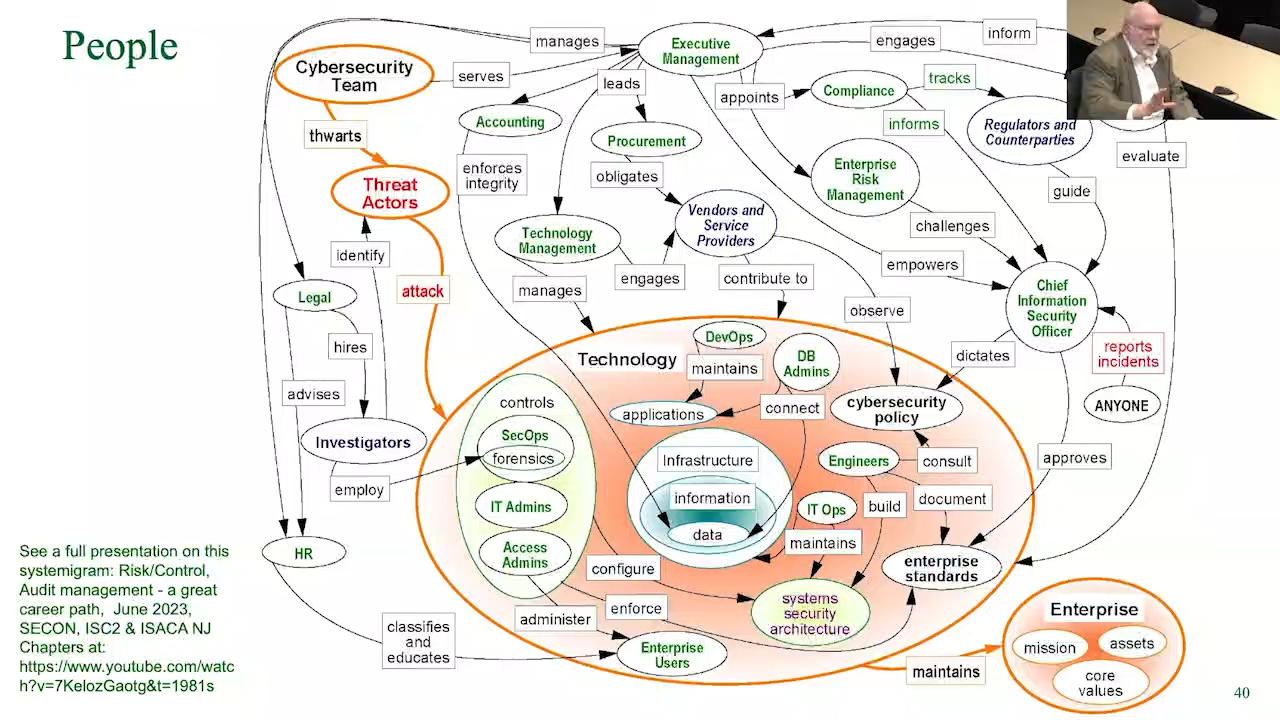 People
manages
Executive
Management
engages
inform
Cybersecurity
Team
serves
leads
appoints
Compliance
tracks
Accounting
Procurement
informs
Regulators and
Counterparties
thwarts
enforces
integrity
obligates
Enterprise
Risk
Management
evaluate
guide
Threat
Actors
Vendors and
Service
Providers
challenges
Technology
Management
identify
engages
contribute to
empowers
attack
manages
observe
Legal
Chief
Information
Security
Officer
hires
Technology
DevOps
maintains
DB
Admins
dictates
reports
incidents
advises
controls
applications
connect
cybersecurity
policy
ANYONE
Investigators
SecOps
forensics
Infrastructure
Engineers
consult
approves
employ
information
document
IT Admins
IT Ops
build
data
maintains
HR
Access
Admins
configure
enterprise
standards
administer
enforce
systems
security
architecture
classifies
and
educates
Enterprise
Users
maintains
Enterprise
mission
assets
core
values
See a full presentation on this
systemigram: Risk/Control,
Audit management - a great
career path, June 2023,
SECON, ISC2 & ISACA NJ
Chapters at:
https://www.youtube.com/watc
h?v=7KelozGaotg&t=1981s
40